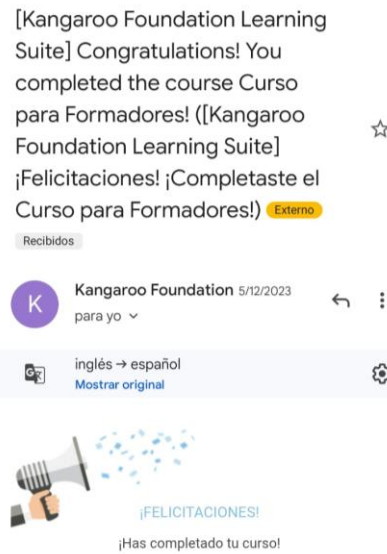 [Kangaroo Foundation Learning
Suite] Congratulations! You
completed the course Curso
para Formadores! ([Kangaroo
Foundation Learning Suite]
¡Felicitaciones! ¡Completaste el
Curso para Formadores!) Externo
Recibidos
K
Kangaroo Foundation 5/12/2023
para yo
inglés → español
Mostrar original
¡FELICITACIONES!
¡Has completado tu curso!